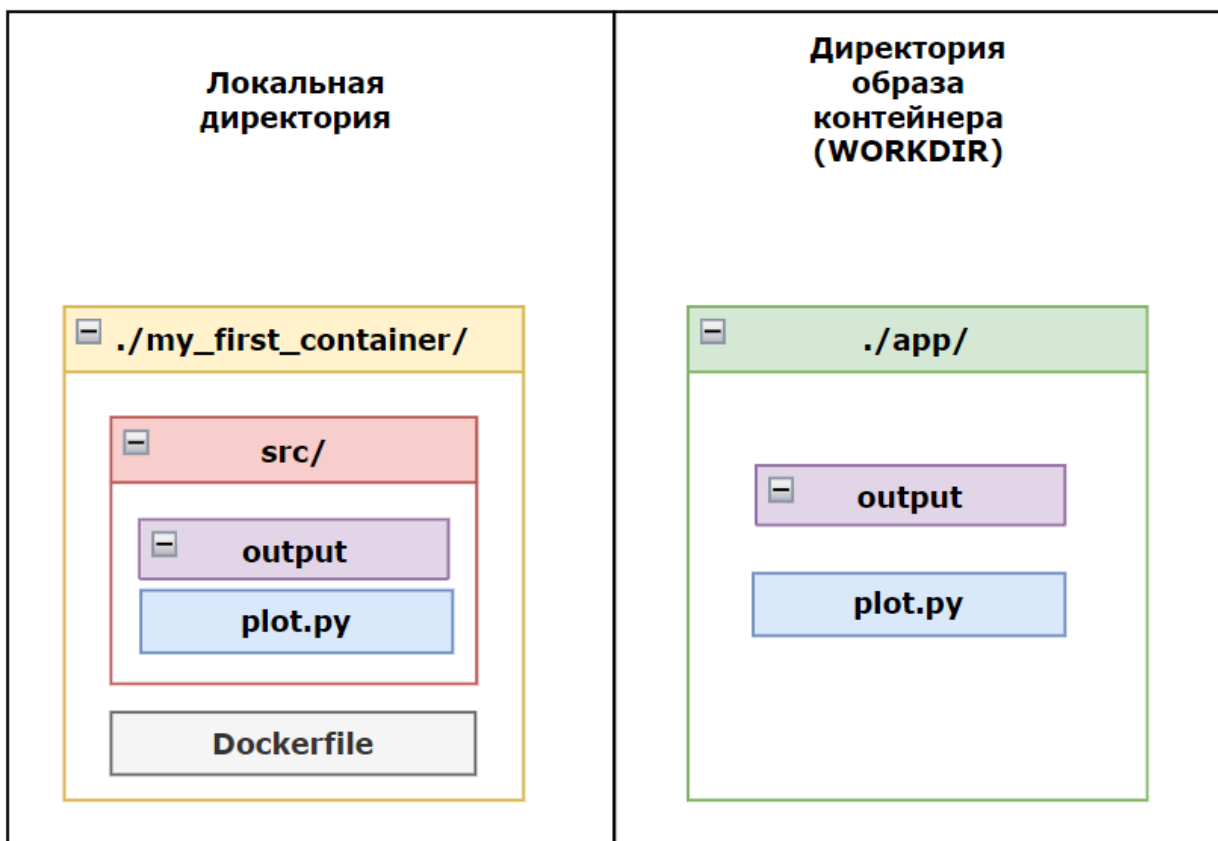 Локальная
директория
Директория
образа
контейнера
(WORKDIR)
./my_first_container/
src/
output
plot.py
Dockerfile
./app/
output
plot.py